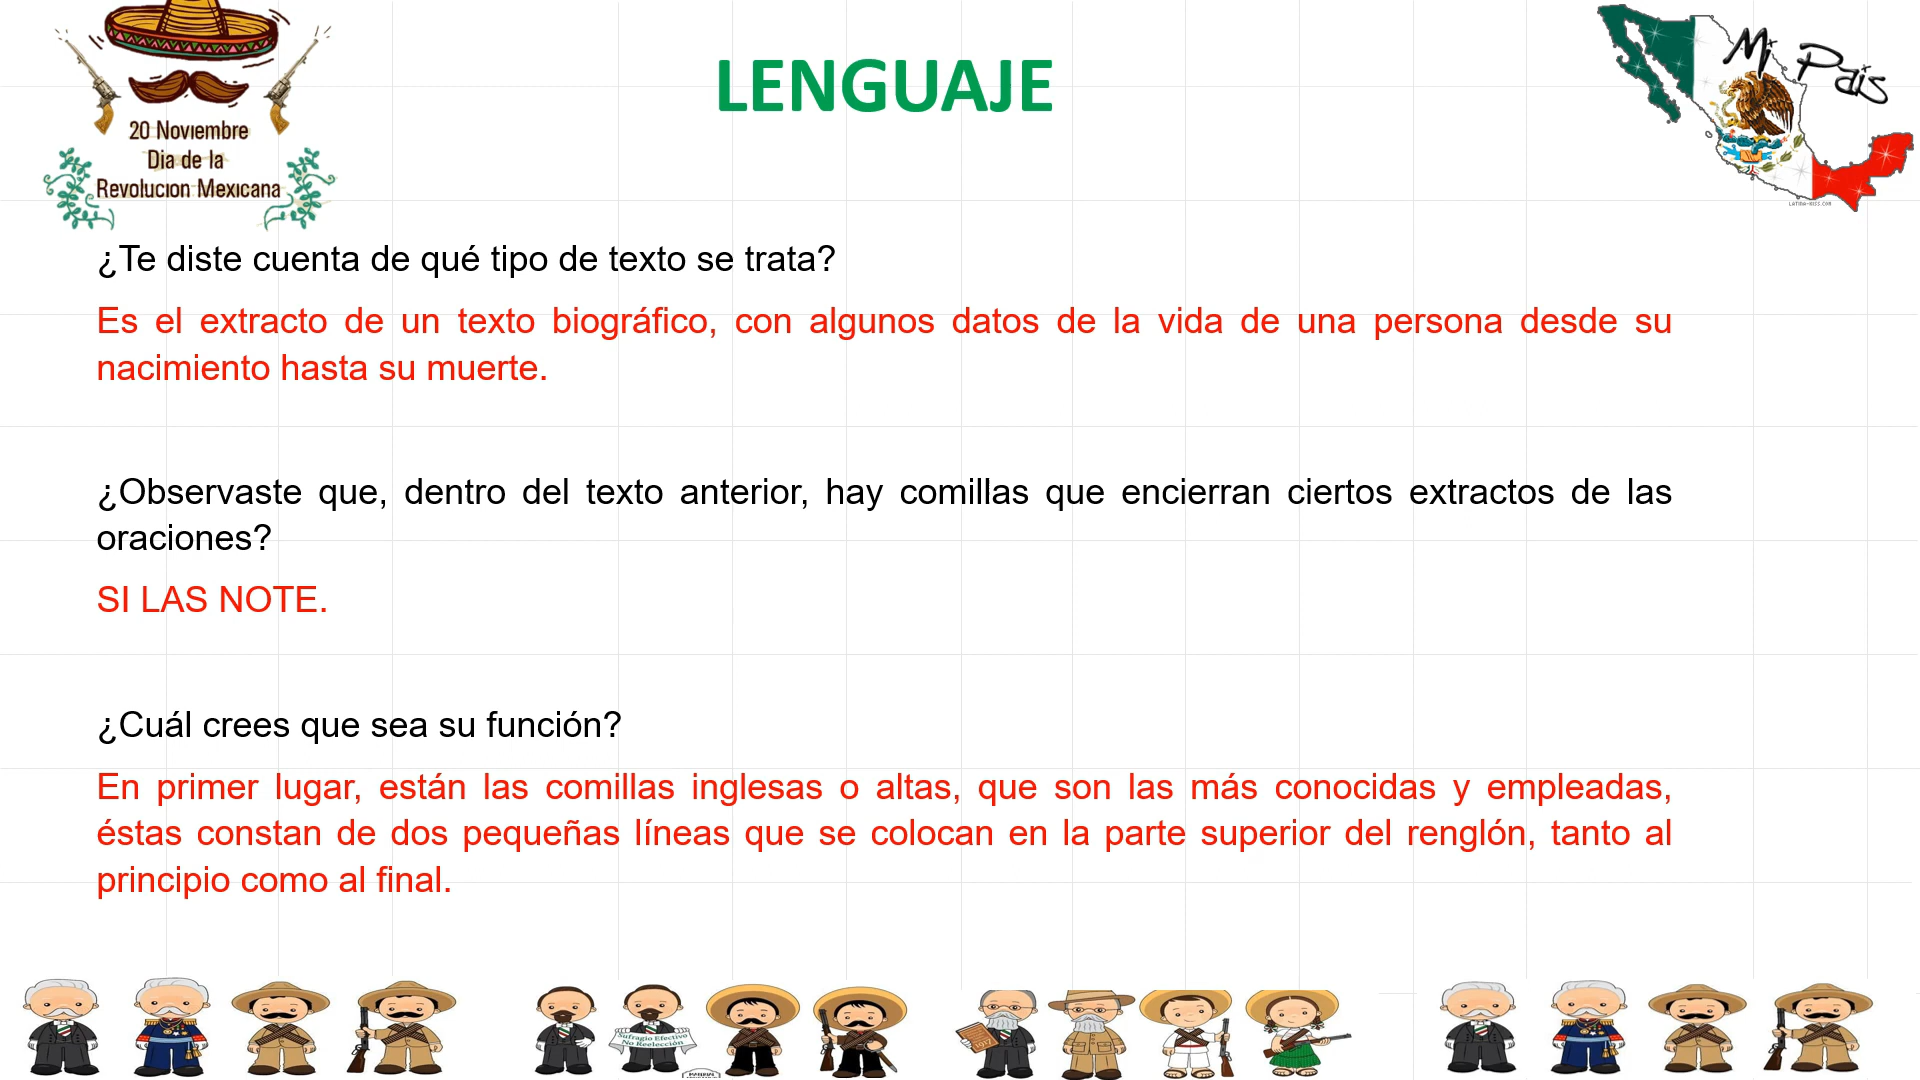 LENGUAJE
Mi Pais
20 Noviembre
Dia de la
Revolucion Mexicana
LATINA-KISS.COM
¿Te diste cuenta de qué tipo de texto se trata?
Es el extracto de un texto biográfico, con algunos datos de la vida de una persona desde su
nacimiento hasta su muerte.
¿Observaste que, dentro del texto anterior, hay comillas que encierran ciertos extractos de las
oraciones?
SI LAS NOTE.
¿Cuál crees que sea su función?
En primer lugar, están las comillas inglesas o altas, que son las más conocidas y empleadas,
éstas constan de dos pequeñas líneas que se colocan en la parte superior del renglón, tanto al
principio como al final.
Sufragio Efectivo
No Reelección
1917